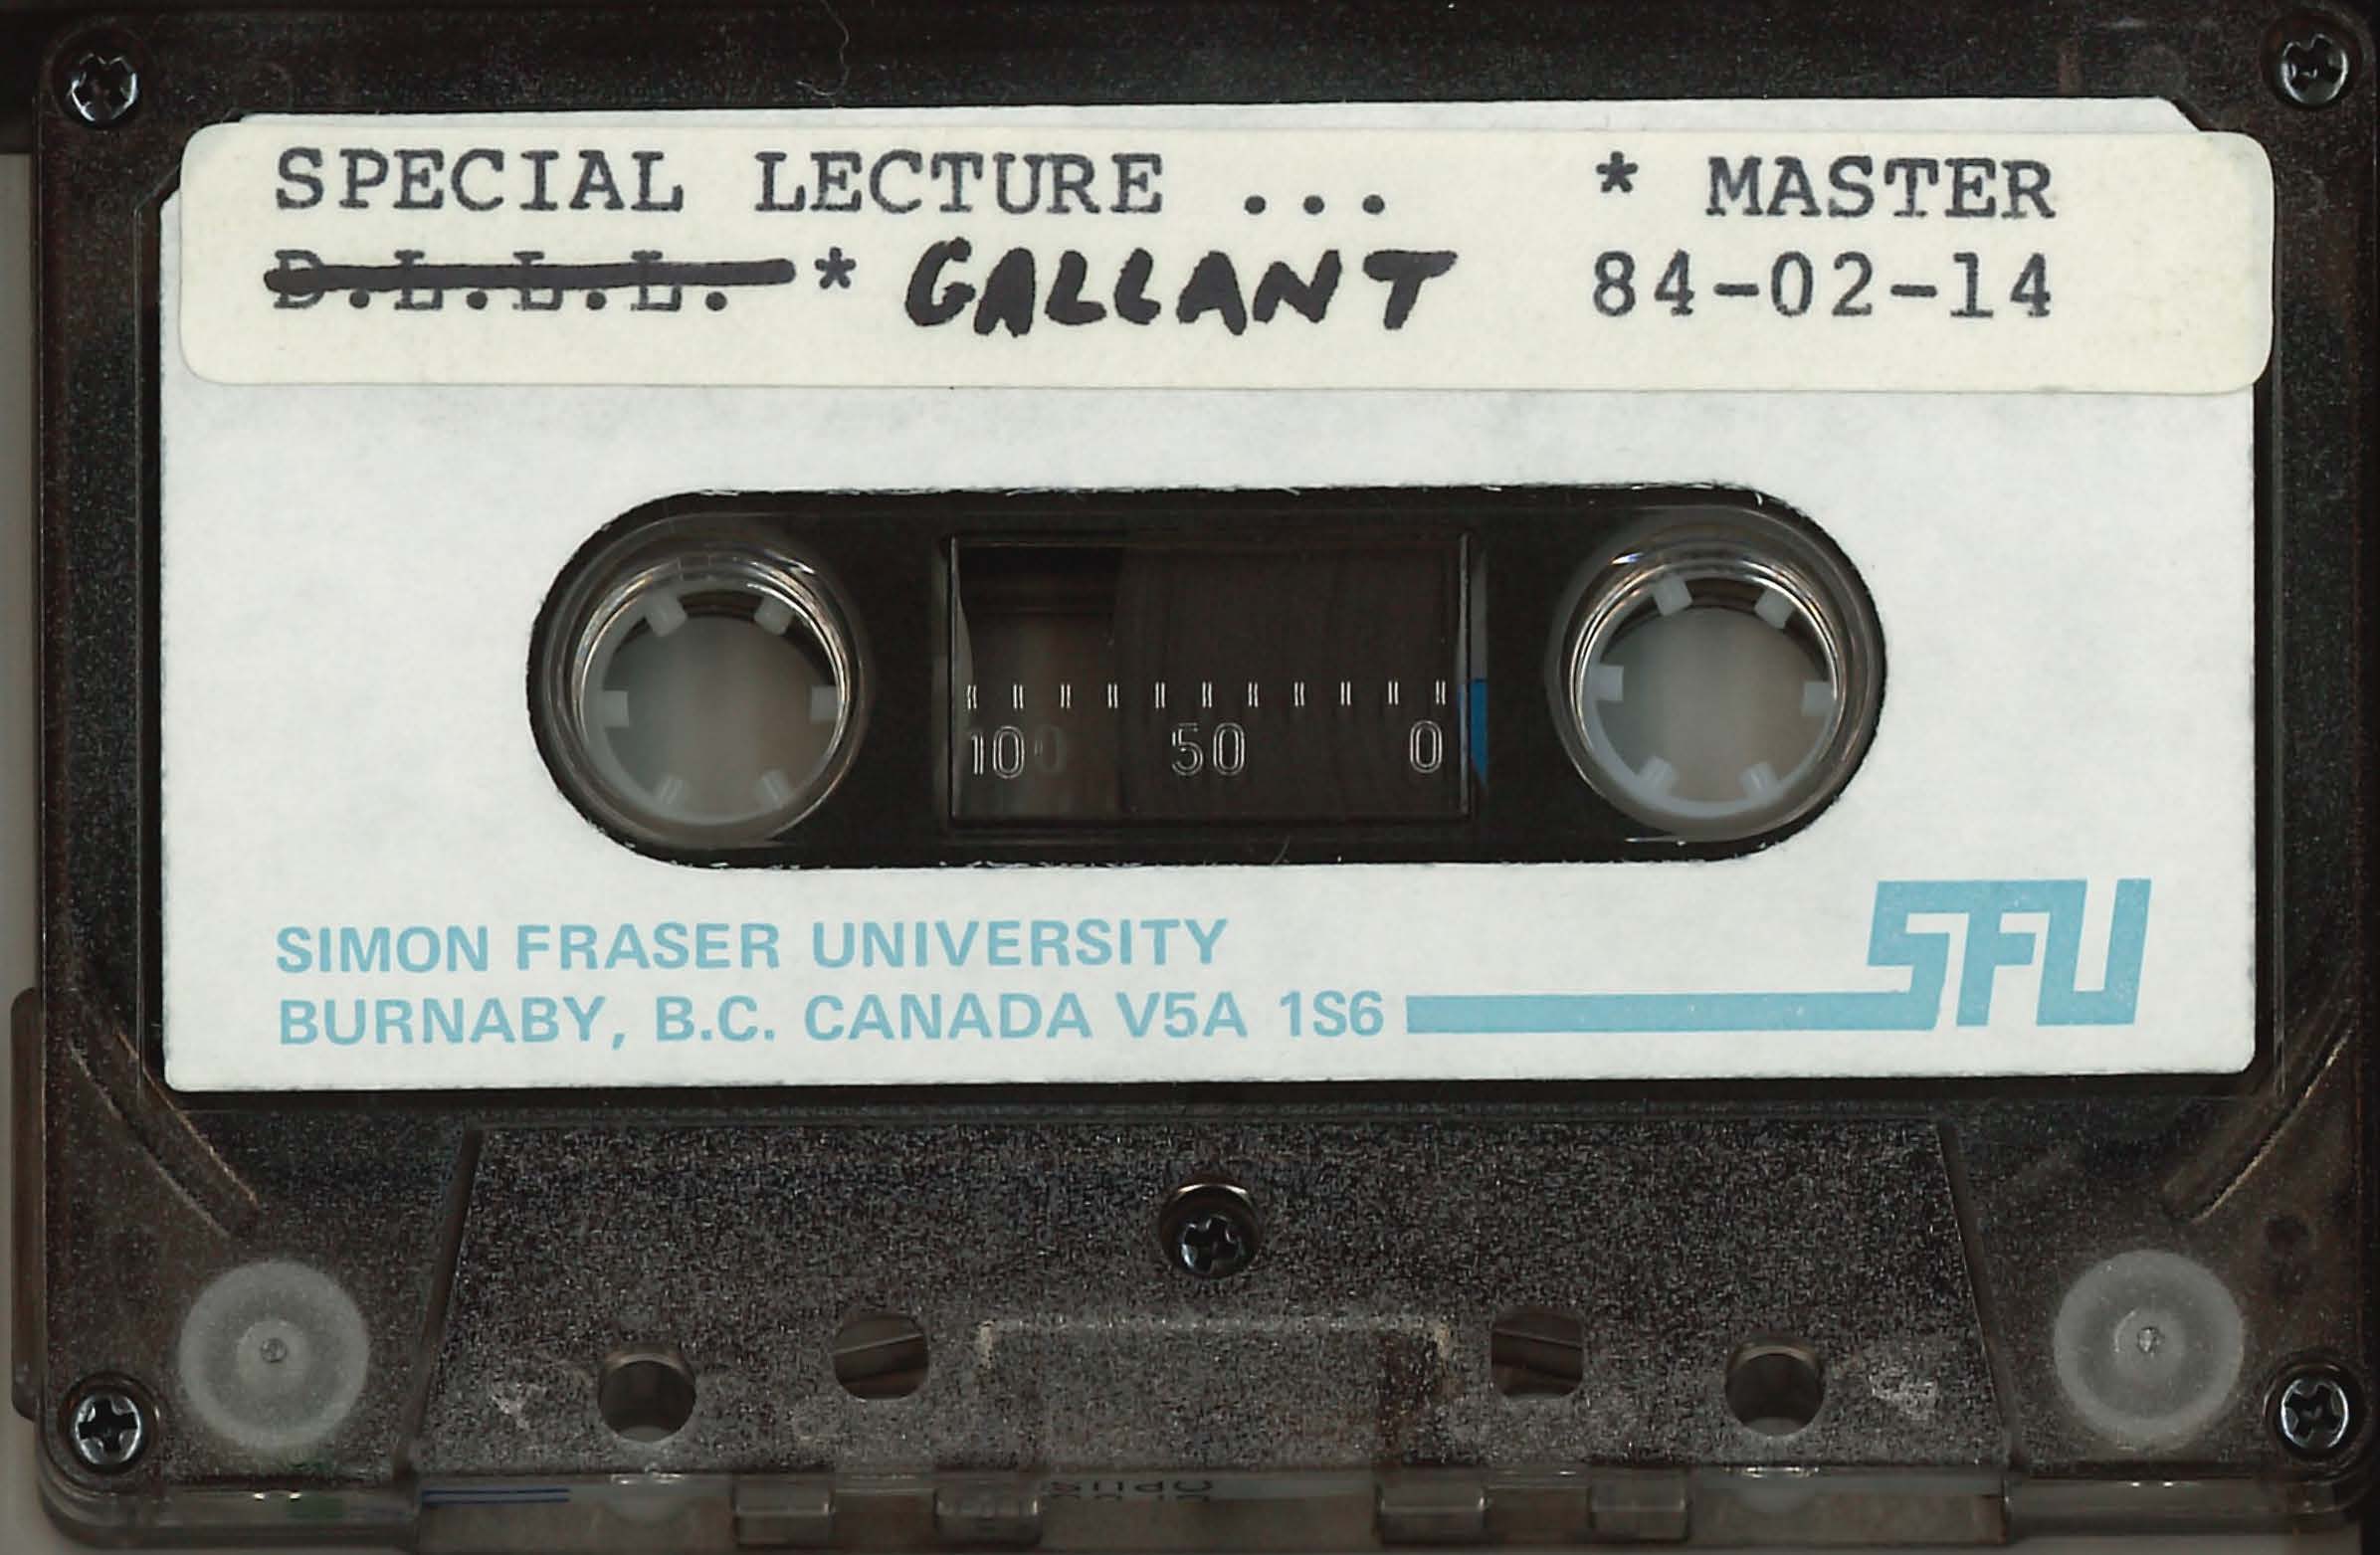 SPECIAL LECTURE ... * MASTER
D.L.L.L. * GALLANT 84-02-14
100 50 0
SIMON FRASER UNIVERSITY
BURNABY, B.C. CANADA V5A 1S6
SFU